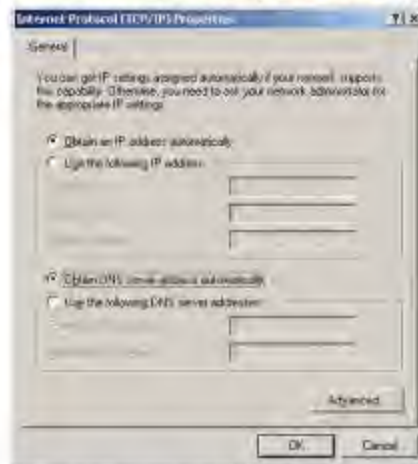 Internet Protocol (TCP/IP) Properties
General
You can get IP settings assigned automatically if your network supports
this capability. Otherwise, you need to ask your network administrator for
the appropriate IP settings.
Obtain an IP address automatically
Use the following IP address:
Obtain DNS server address automatically
Use the following DNS server addresses:
Advanced...
OK
Cancel